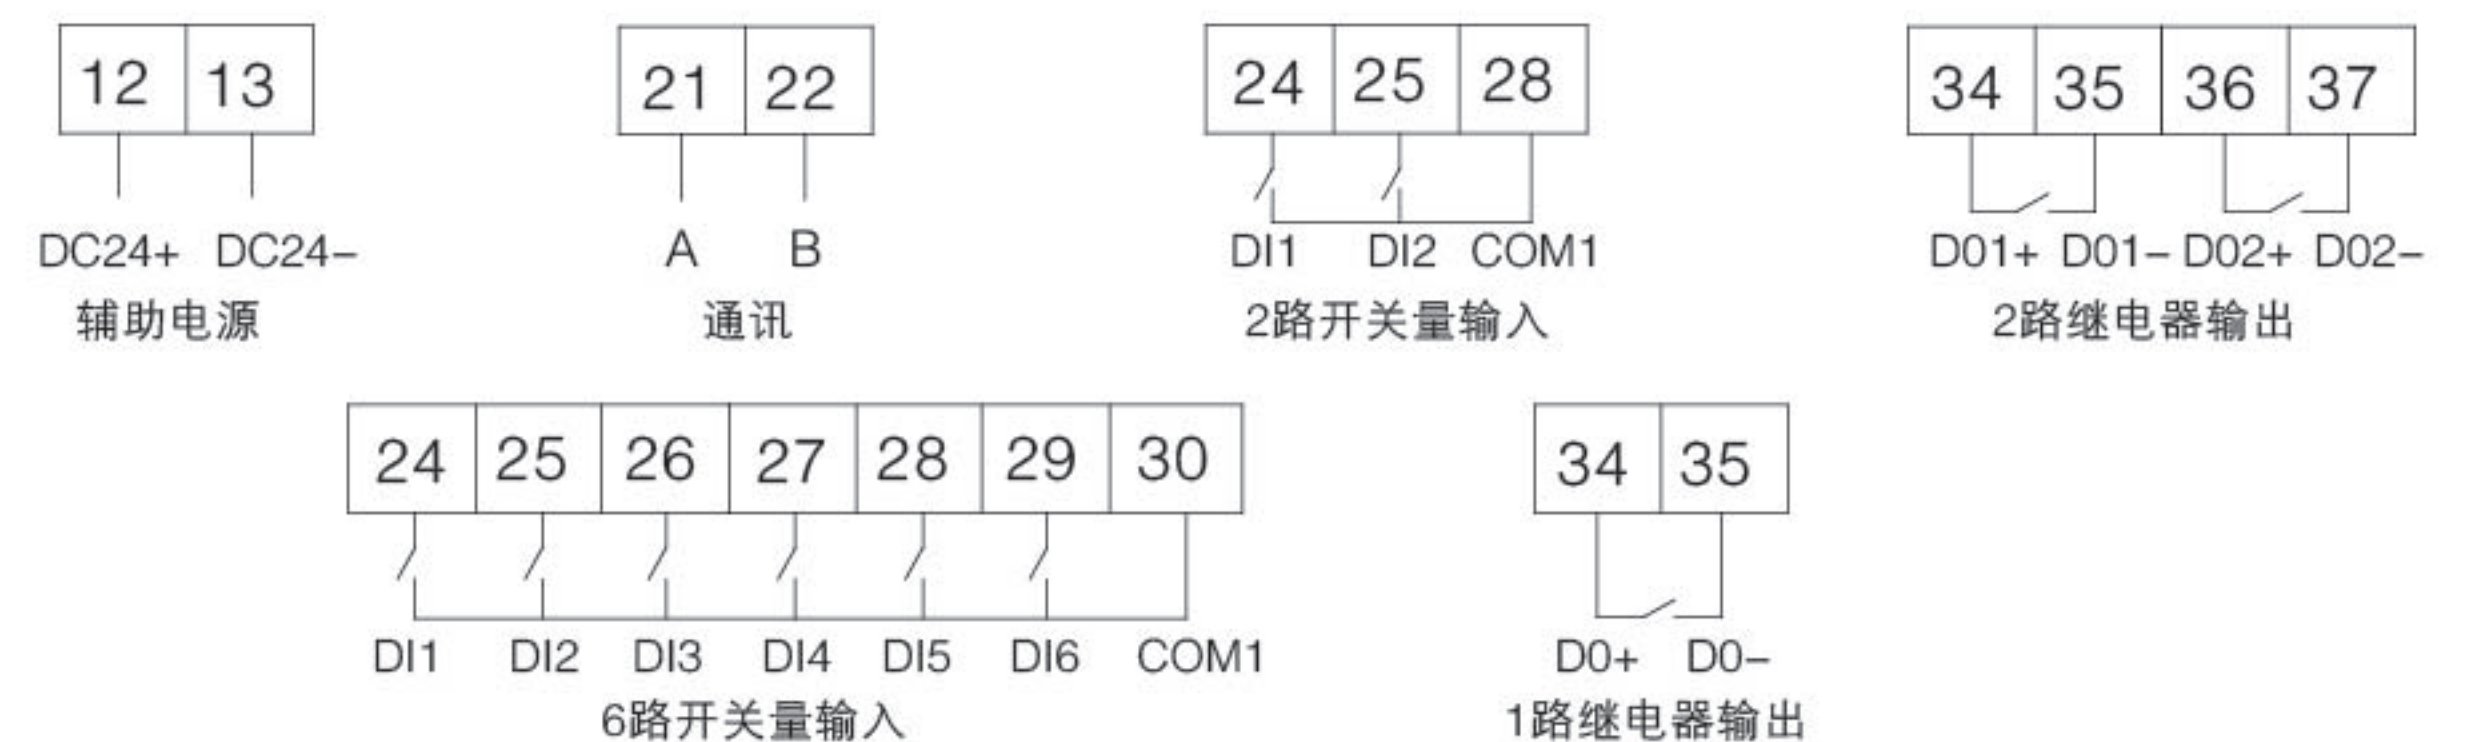 12 13
DC24+ DC24-
辅助电源
21 22
A B
通讯
24 25 28
DI1 DI2 COM1
2路开关量输入
34 35 36 37
D01+ D01- D02+ D02-
2路继电器输出
24 25 26 27 28 29 30
DI1 DI2 DI3 DI4 DI5 DI6 COM1
6路开关量输入
34 35
D0+ D0-
1路继电器输出